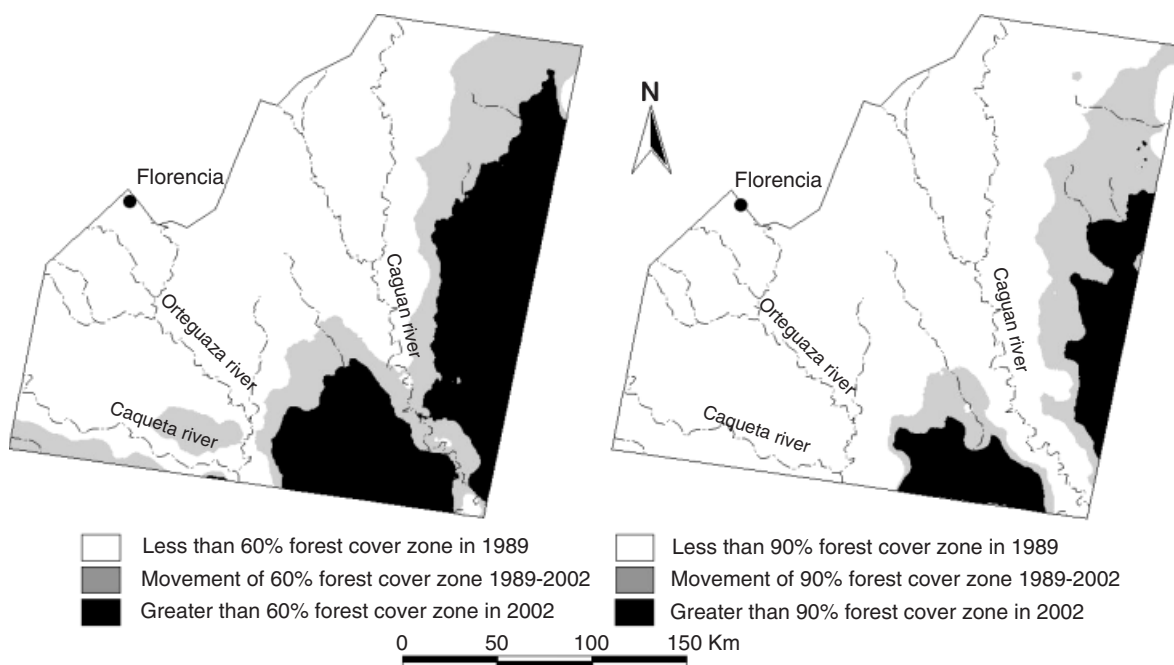 N
Florencia
Orteguaza river
Caguan river
Caqueta river
Florencia
Orteguaza river
Caguan river
Caqueta river
Less than 60% forest cover zone in 1989
Movement of 60% forest cover zone 1989-2002
Greater than 60% forest cover zone in 2002
Less than 90% forest cover zone in 1989
Movement of 90% forest cover zone 1989-2002
Greater than 90% forest cover zone in 2002
0 50 100 150 Km